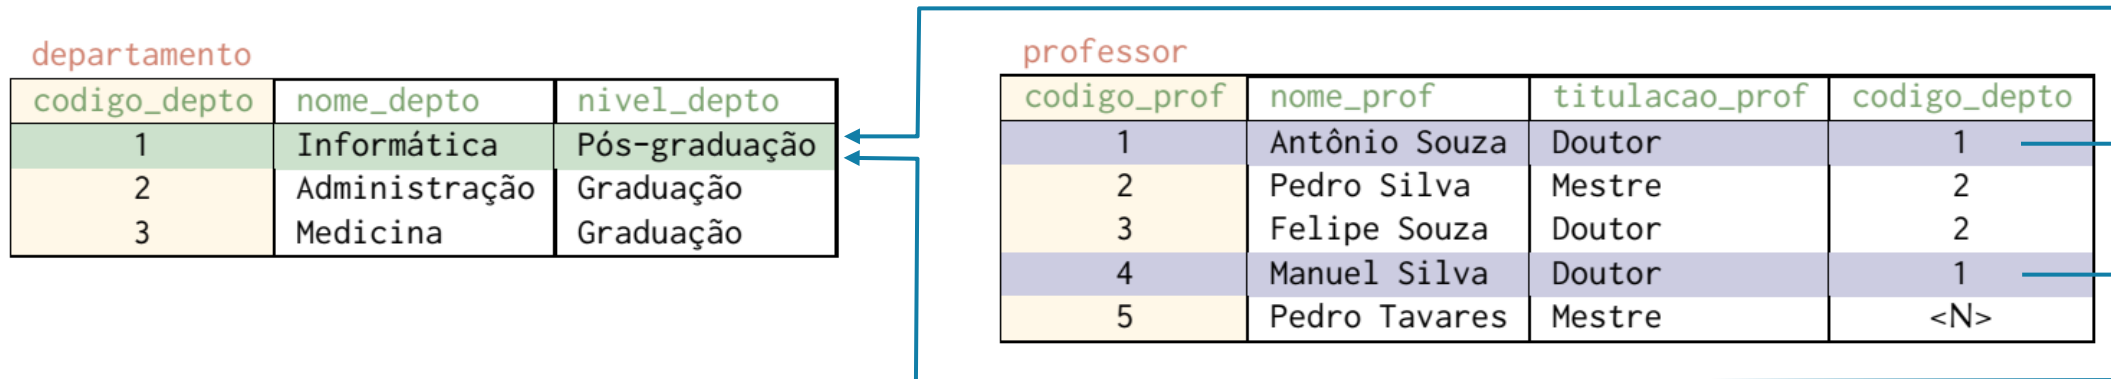 departamento
codigo_depto nome_depto nivel_depto
1 Informática Pós-graduação
2 Administração Graduação
3 Medicina Graduação
professor
codigo_prof nome_prof titulacao_prof codigo_depto
1 Antônio Souza Doutor 1
2 Pedro Silva Mestre 2
3 Felipe Souza Doutor 2
4 Manuel Silva Doutor 1
5 Pedro Tavares Mestre <N>